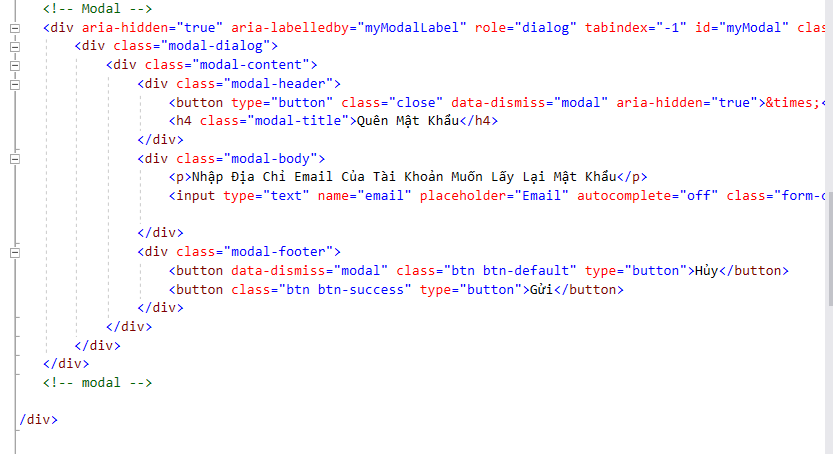 <!-- Modal -->
<div aria-hidden="true" aria-labelledby="myModalLabel" role="dialog" tabindex="-1" id="myModal" clas
<div class="modal-dialog">
<div class="modal-content">
<div class="modal-header">
<button type="button" class="close" data-dismiss="modal" aria-hidden="true">&times;<
<h4 class="modal-title">Quên Mật Khẩu</h4>
</div>
<div class="modal-body">
<p>Nhập Địa Chỉ Email Của Tài Khoản Muốn Lấy Lại Mật Khẩu</p>
<input type="text" name="email" placeholder="Email" autocomplete="off" class="form-c
</div>
<div class="modal-footer">
<button data-dismiss="modal" class="btn btn-default" type="button">Hủy</button>
<button class="btn btn-success" type="button">Gửi</button>
</div>
</div>
</div>
</div>
<!-- modal -->
/div>